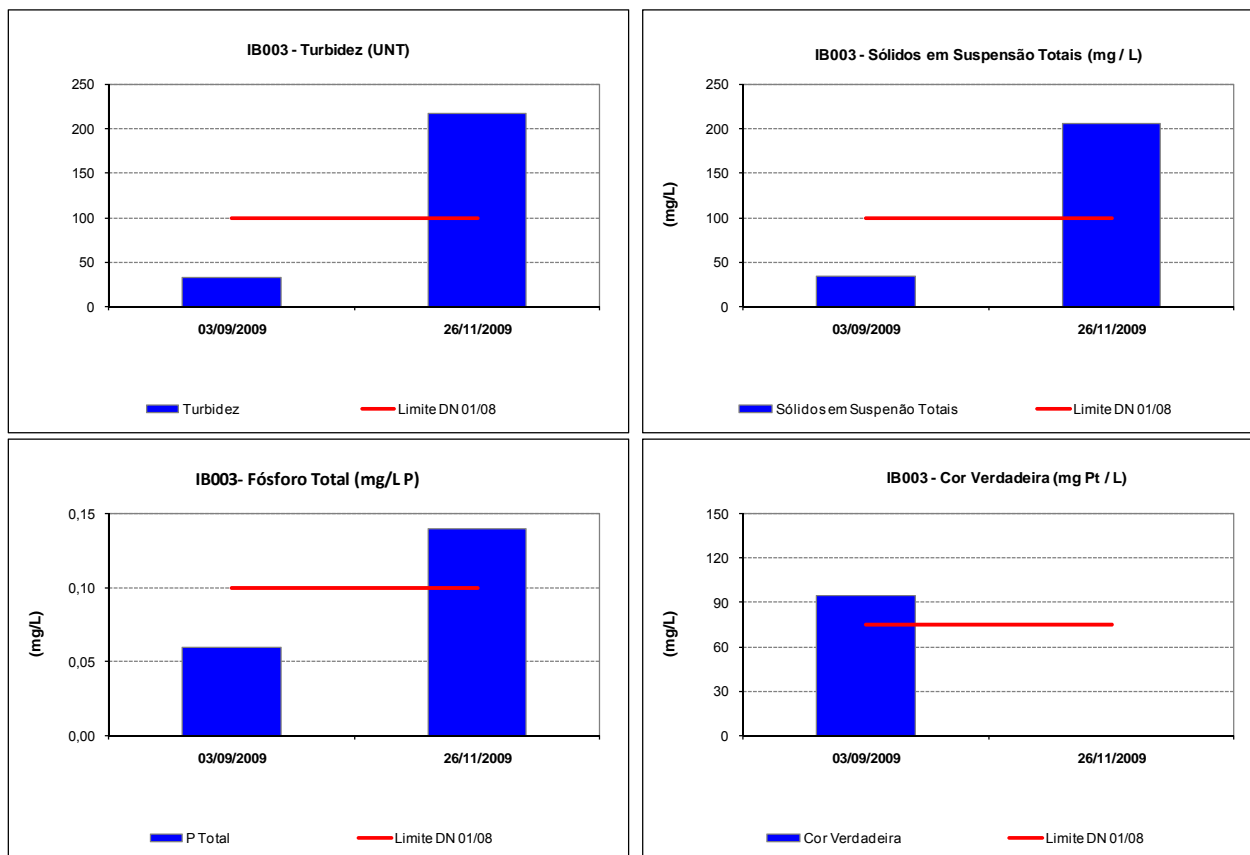 IB003 - Turbidez (UNT)
250
200
150
100
50
0
03/09/2009 26/11/2009
Turbidez Limite DN 01/08
IB003 - Sólidos em Suspensão Totais (mg / L)
(mg/L)
250
200
150
100
50
0
03/09/2009 26/11/2009
Sólidos em Suspenão Totais Limite DN 01/08
IB003- Fósforo Total (mg/L P)
(mg/L)
0,15
0,10
0,05
0,00
03/09/2009 26/11/2009
P Total Limite DN 01/08
IB003 - Cor Verdadeira (mg Pt / L)
(mg/L)
150
120
90
60
30
0
03/09/2009 26/11/2009
Cor Verdadeira Limite DN 01/08